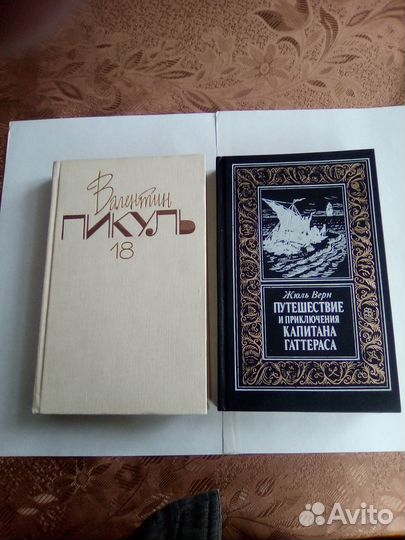 Валентин
ПИКУЛЬ
18
Жюль Верн
ПУТЕШЕСТВИЕ
И ПРИКЛЮЧЕНИЯ
КАПИТАНА
ГАТТЕРАСА
Avito